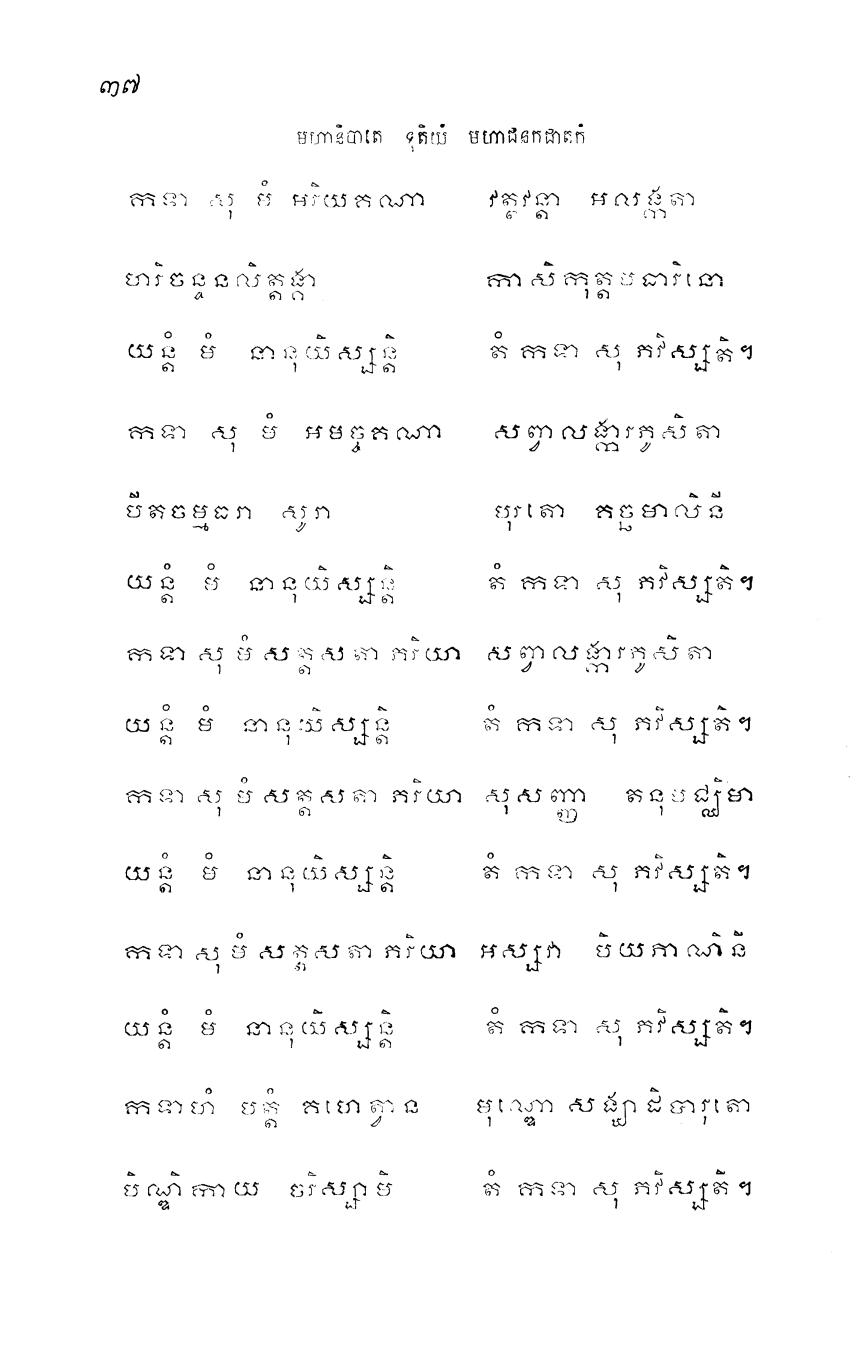 ៣៧
មហានិបាតេ ទុតិយំ មហាជនកជាតកំ
កទា សុ មំ អរិយគណា វត្ថវន្តា អលង្កតា
ហរិចន្ទនលិត្តង្គា កាសិកុត្តមធារិនោ
យន្តំ មំ នានុយិស្សន្តិ តំ កទា សុ ភវិស្សតិ។
កទា សុ មំ អមច្ចគណា សព្វាលង្ការភូសិតា
បីតចម្មធរា សូរា បុរតោ គច្ឆមាលិនី
យន្តំ មំ នានុយិស្សន្តិ តំ កទា សុ ភវិស្សតិ។
កទា សុ មំ សត្តសតា ភរិយា សព្វាលង្ការភូសិតា
យន្តំ មំ នានុយិស្សន្តិ តំ កទា សុ ភវិស្សតិ។
កទា សុ មំ សត្តសតា ភរិយា សុសញ្ញា តនុមជ្ឈិមា
យន្តំ មំ នានុយិស្សន្តិ តំ កទា សុ ភវិស្សតិ។
កទា សុ មំ សត្តសតា ភរិយា អស្សវា បិយភាណិនី
យន្តំ មំ នានុយិស្សន្តិ តំ កទា សុ ភវិស្សតិ។
កទាហំ បត្តំ គហេត្វាន មុណ្ឌោ សង្ឃាដិបារុតោ
បិណ្ឌិកាយ ចរិស្សាមិ តំ កទា សុ ភវិស្សតិ។